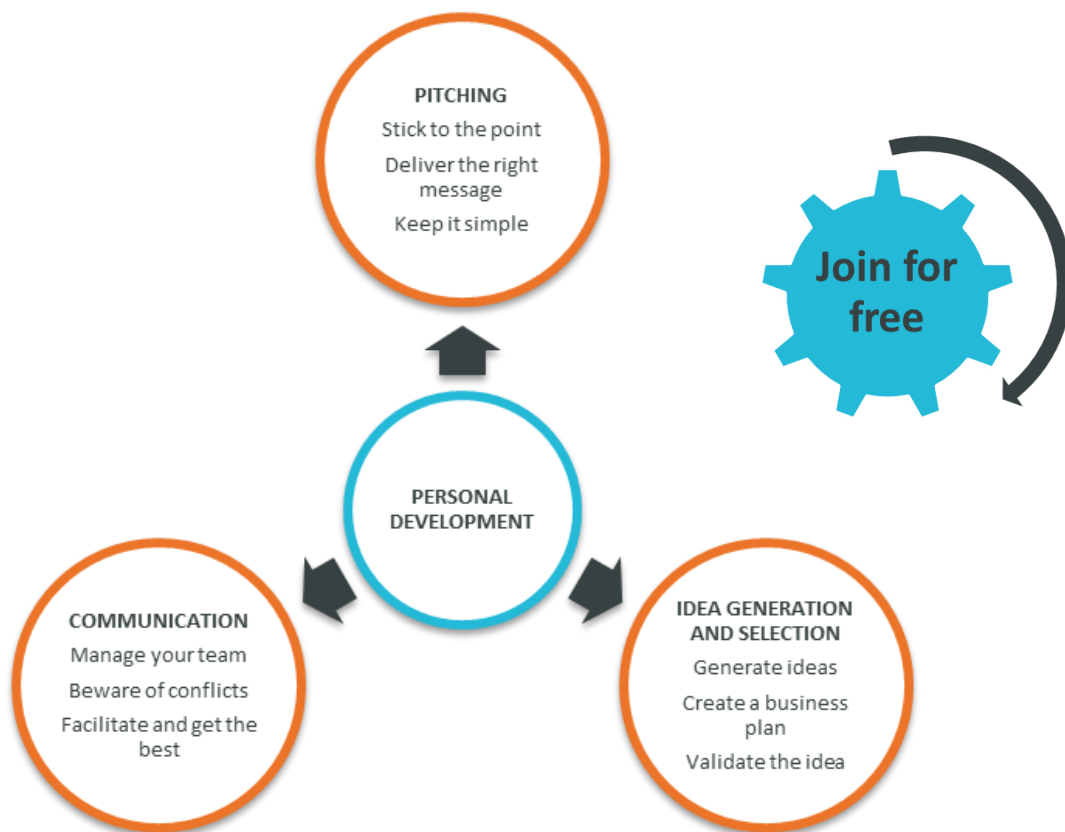 PITCHING
Stick to the point
Deliver the right
message
Keep it simple
Join for
free
PERSONAL
DEVELOPMENT
COMMUNICATION
Manage your team
Beware of conflicts
Facilitate and get the
best
IDEA GENERATION
AND SELECTION
Generate ideas
Create a business
plan
Validate the idea